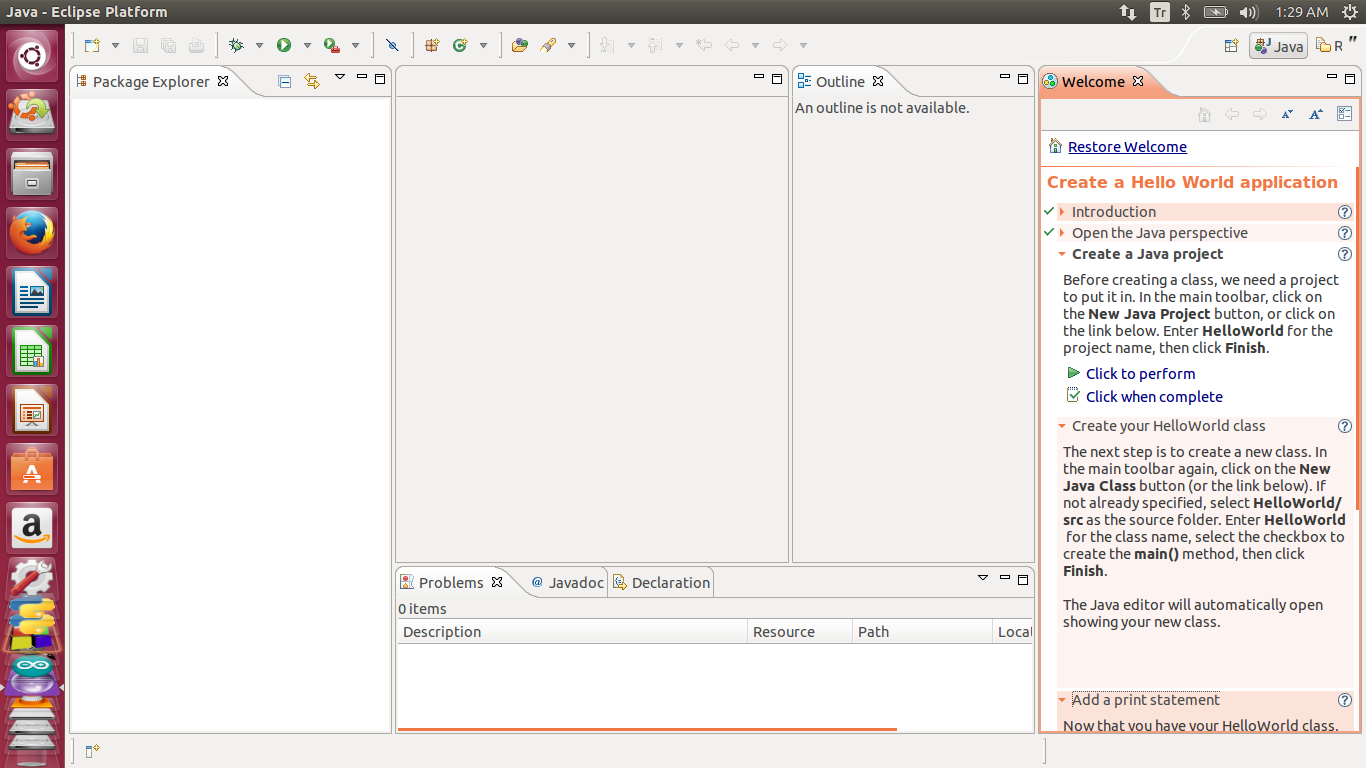 Java - Eclipse Platform
Tr
1:29 AM
Java
R
Package Explorer
Outline
An outline is not available.
Welcome
Restore Welcome
Create a Hello World application
Introduction
Open the Java perspective
Create a Java project
Before creating a class, we need a project
to put it in. In the main toolbar, click on
the New Java Project button, or click on
the link below. Enter HelloWorld for the
project name, then click Finish.
Click to perform
Click when complete
Create your HelloWorld class
The next step is to create a new class. In
the main toolbar again, click on the New
Java Class button (or the link below). If
not already specified, select HelloWorld/
src as the source folder. Enter HelloWorld
for the class name, select the checkbox to
create the main() method, then click
Finish.
The Java editor will automatically open
showing your new class.
Add a print statement
Now that you have your HelloWorld class,
Problems
@ Javadoc
Declaration
0 items
Description
Resource
Path
Locat